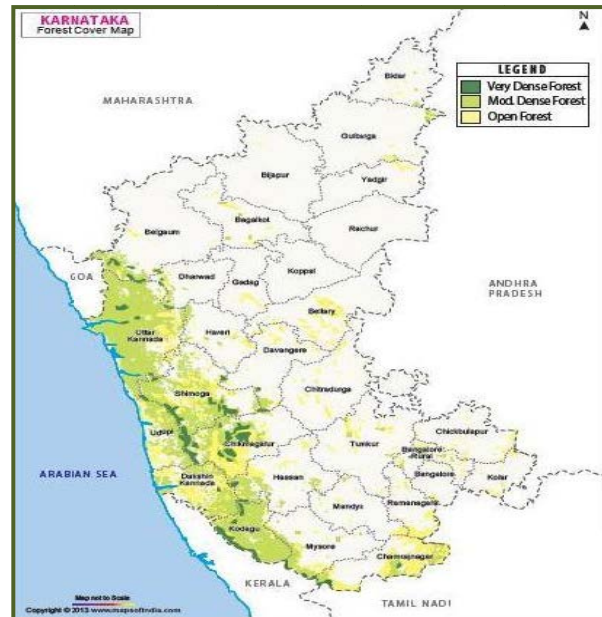 KARNATAKA
Forest Cover Map
N
LEGEND
Very Dense Forest
Mod. Dense Forest
Open Forest
MAHARASHTRA
Bidar
Gulbarga
Bijapur
Yadgir
Bagalkot
Raichur
Belgaum
GOA
Dharwad
Gadag
Koppal
ANDHRA
PRADESH
Bellary
Uttar
Kannada
Haveri
Davangere
Chitradurga
Shimoga
Udupi
Chikmagalur
Tumkur
Chickbulapur
Bangalore
Rural
ARABIAN SEA
Dakshin
Kannada
Hassan
Bangalore
Kolar
Mandya
Ramanagara
Kodagu
Mysore
Chamrajnagar
KERALA
Map not to Scale
TAMIL NADI
Copyright © 2013 www.mapsofindia.com